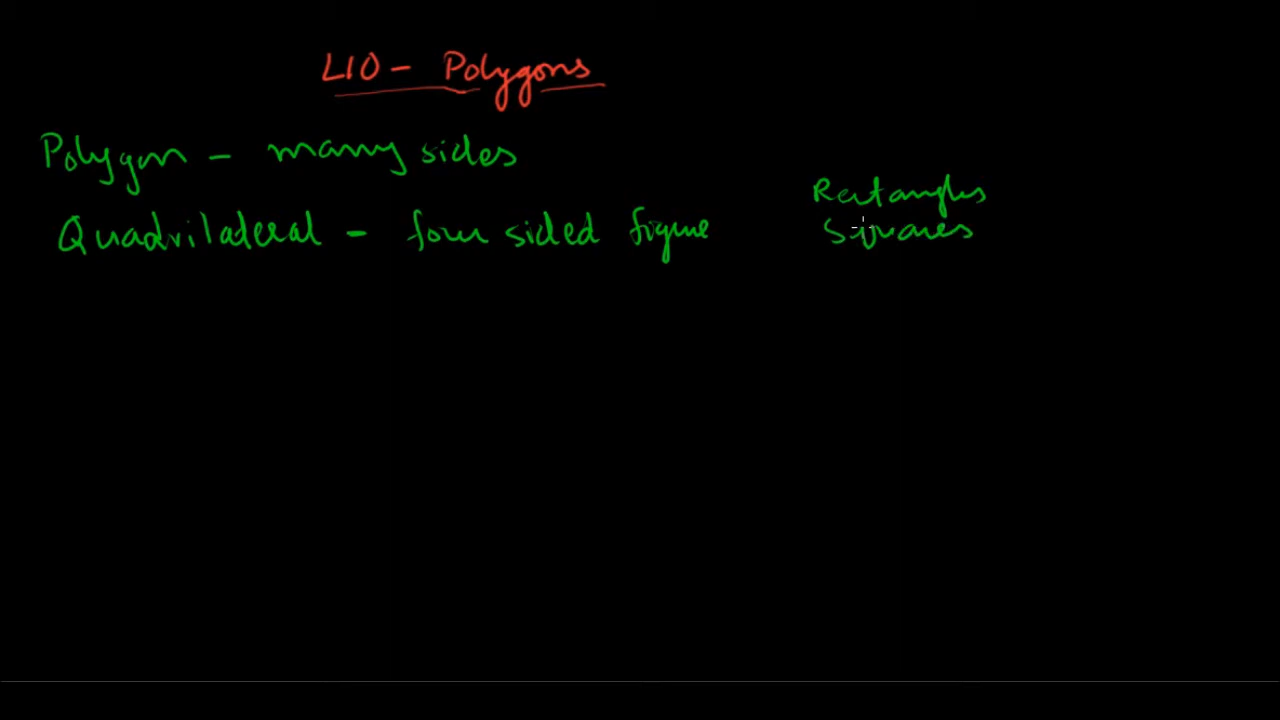 L10 - Polygons
Polygon - many sides
Quadrilateral - four sided figure
Rectangles
Squares